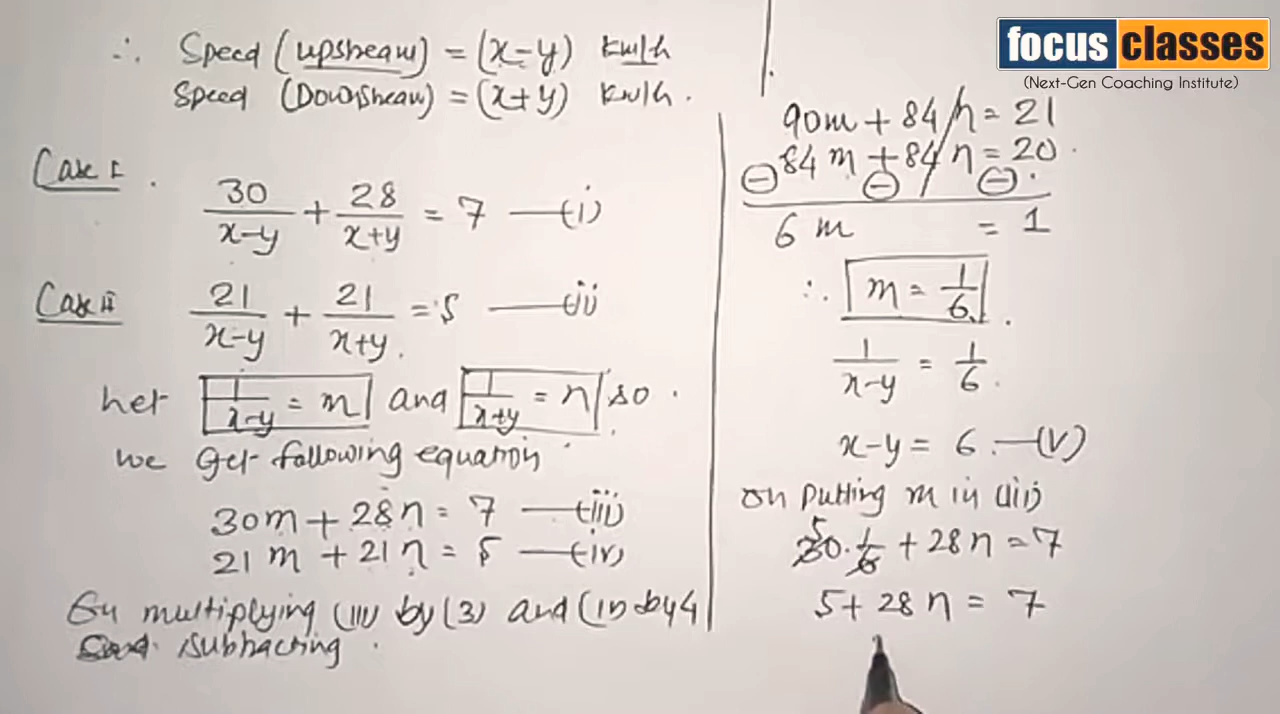 focus classes
(Next-Gen Coaching Institute)
∴ Speed (upstream) = (x-y) km/h
Speed (Downstream) = (x+y) km/h.
Case I.
30/(x-y) + 28/(x+y) = 7 —(i)
Case ii
21/(x-y) + 21/(x+y) = 5 —(ii)
Let 1/(x-y) = m and 1/(x+y) = n so.
we get following equation
30m + 28n = 7 —(iii)
21m + 21n = 5 —(iv)
On multiplying (iii) by (3) and (iv) by 4
subtracting.
90m + 84n = 21
84m + 84n = 20.
⊖ ⊖ ⊖
6m = 1
∴ m = 1/6.
1/(x-y) = 1/6.
x-y = 6. —(v)
on putting m in (iii)
5
30.1/6 + 28n = 7
5 + 28n = 7